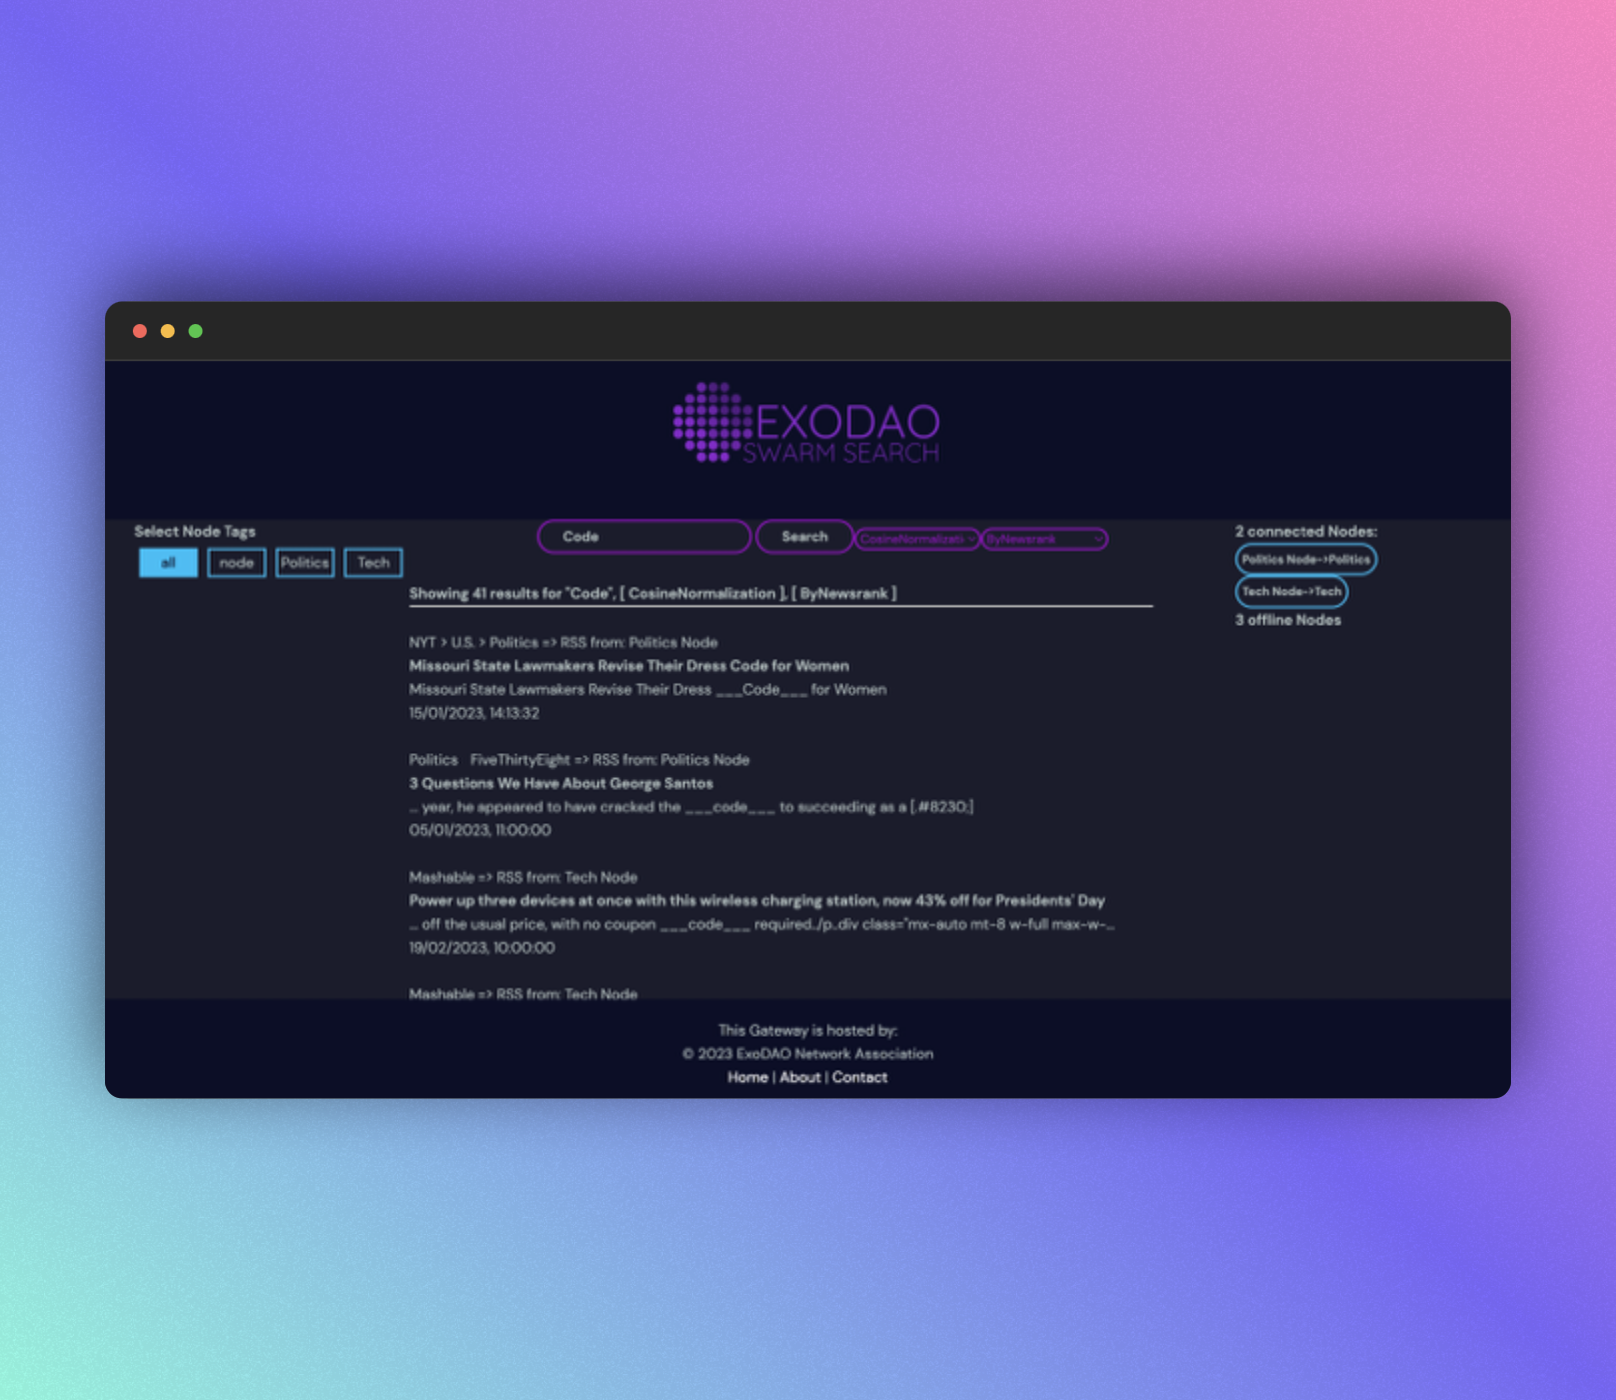 EXODAO
SWARM SEARCH
Select Node Tags
all node Politics Tech
Code Search CosineNormalizati ByNewsrank
2 connected Nodes:
Politics Node->Politics
Tech Node->Tech
3 offline Nodes
Showing 41 results for "Code", [ CosineNormalization ], [ ByNewsrank ]
NYT > U.S. > Politics => RSS from: Politics Node
Missouri State Lawmakers Revise Their Dress Code for Women
Missouri State Lawmakers Revise Their Dress ___Code___ for Women
15/01/2023, 14:13:32
Politics FiveThirtyEight => RSS from: Politics Node
3 Questions We Have About George Santos
... year, he appeared to have cracked the ___code___ to succeeding as a [.#8230;]
05/01/2023, 11:00:00
Mashable => RSS from: Tech Node
Power up three devices at once with this wireless charging station, now 43% off for Presidents' Day
... off the usual price, with no coupon ___code___ required./p..div class="mx-auto mt-8 w-full max-w-...
19/02/2023, 10:00:00
Mashable => RSS from: Tech Node
This Gateway is hosted by:
© 2023 ExoDAO Network Association
Home | About | Contact